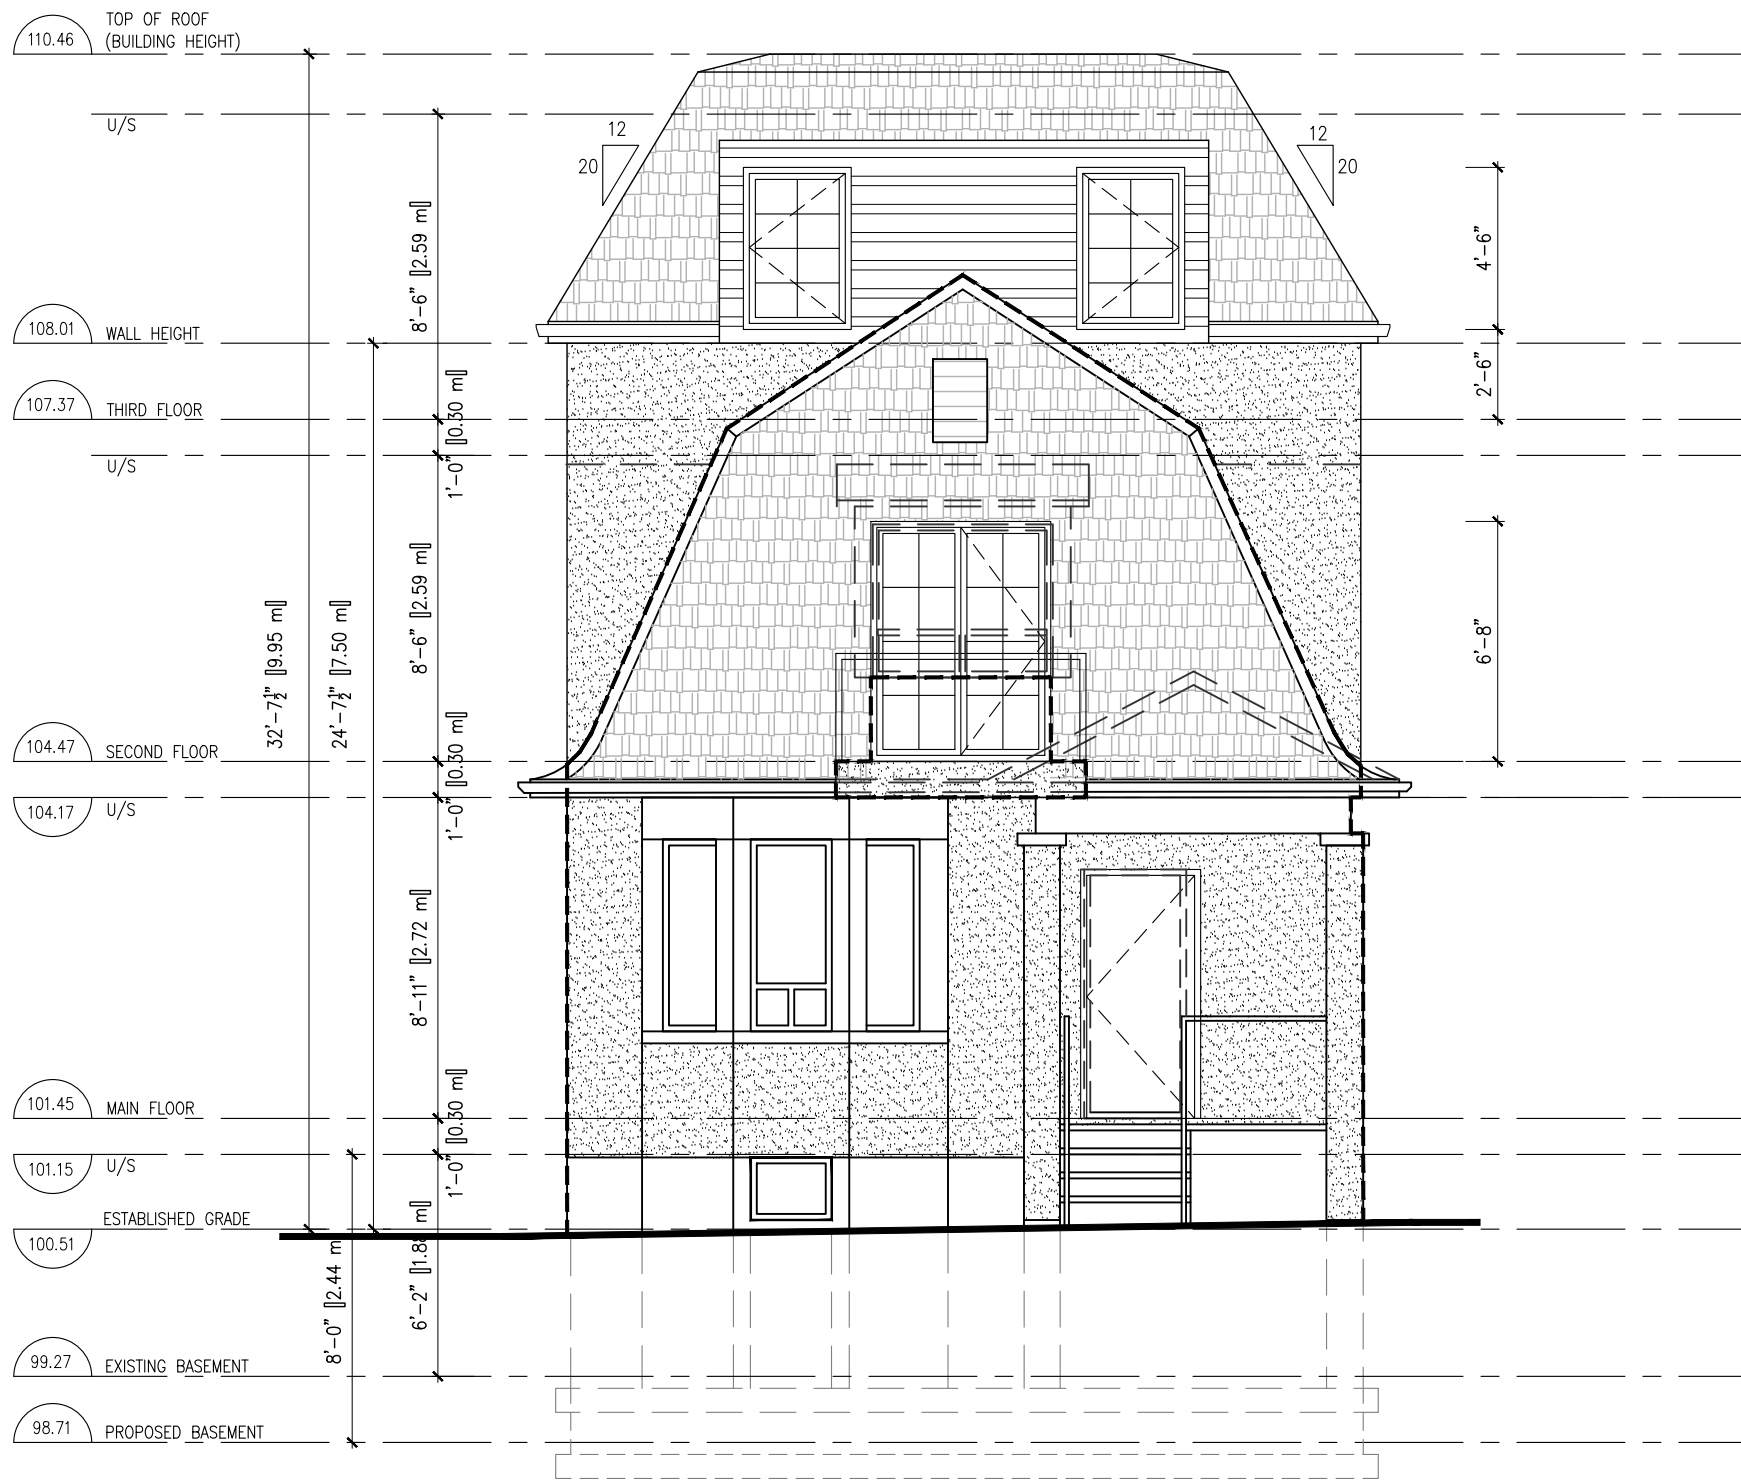 TOP OF ROOF
110.46 (BUILDING HEIGHT)
U/S
12
20
12
20
8'-6" [2.59 m]
4'-6"
108.01 WALL HEIGHT
2'-6"
107.37 THIRD FLOOR
1'-0" [0.30 m]
U/S
8'-6" [2.59 m]
6'-8"
32'-7½" [9.95 m]
24'-7½" [7.50 m]
104.47 SECOND FLOOR
1'-0" [0.30 m]
104.17 U/S
8'-11" [2.72 m]
101.45 MAIN FLOOR
1'-0" [0.30 m]
101.15 U/S
ESTABLISHED GRADE
100.51
6'-2" [1.88 m]
8'-0" [2.44 m
99.27 EXISTING BASEMENT
98.71 PROPOSED BASEMENT